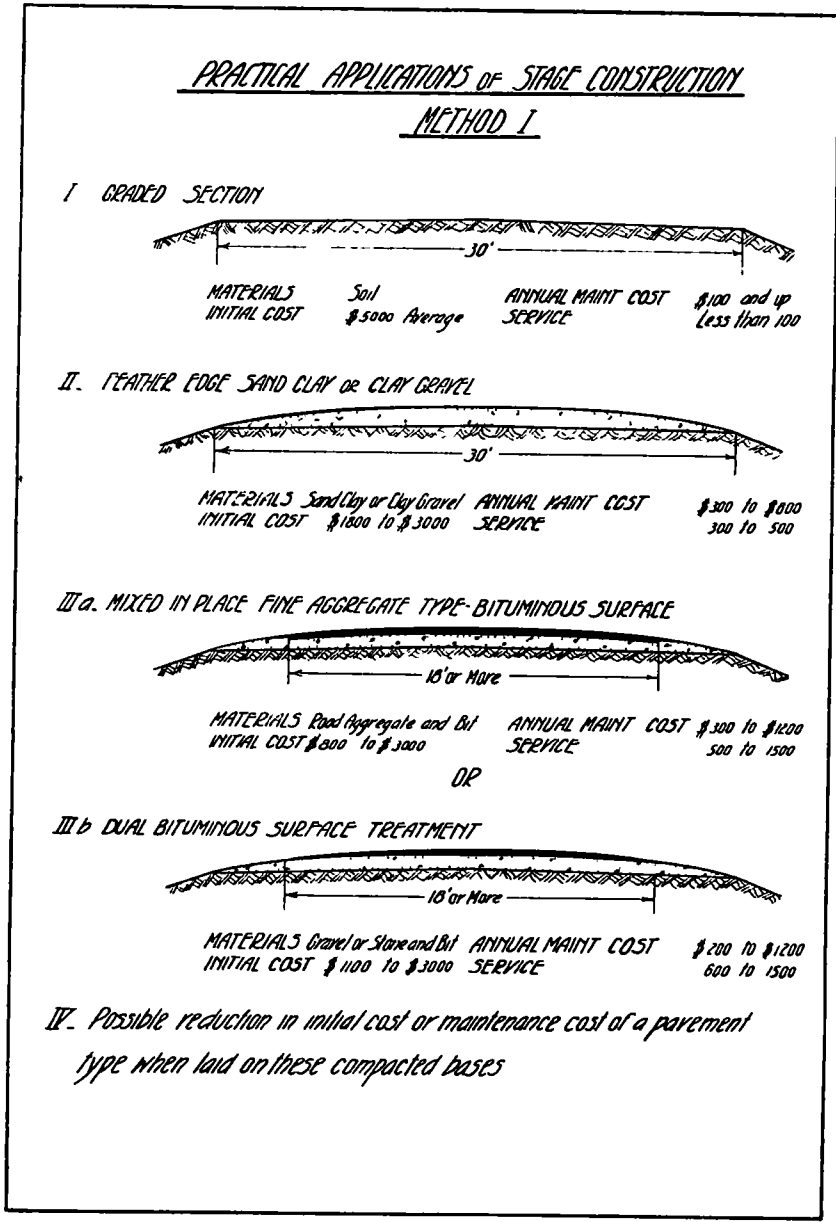 PRACTICAL APPLICATIONS OF STAGE CONSTRUCTION
METHOD I
I GRADED SECTION
30'
MATERIALS Soil ANNUAL MAINT COST $100 and up
INITIAL COST $5000 Average SERVICE Less than 100
II. FEATHER EDGE SAND CLAY OR CLAY GRAVEL
30'
MATERIALS Sand Clay or Clay Gravel ANNUAL MAINT COST $300 to $800
INITIAL COST $1800 to $3000 SERVICE 300 to 500
III a. MIXED IN PLACE FINE AGGREGATE TYPE-BITUMINOUS SURFACE
18' or More
MATERIALS Road Aggregate and Bit ANNUAL MAINT COST $300 to $1200
INITIAL COST $800 to $3000 SERVICE 500 to 1500
OR
III b DUAL BITUMINOUS SURFACE TREATMENT
18' or More
MATERIALS Gravel or Stone and Bit ANNUAL MAINT COST $200 to $1200
INITIAL COST $1100 to $3000 SERVICE 600 to 1500
IV. Possible reduction in initial cost or maintenance cost of a pavement
type when laid on these compacted bases